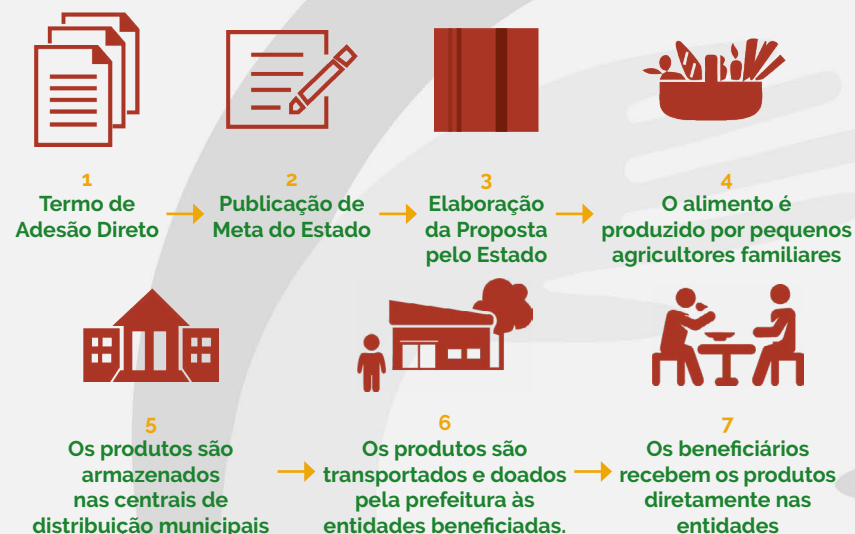 1
Termo de
Adesão Direto
2
Publicação de
Meta do Estado
3
Elaboração
da Proposta
pelo Estado
4
O alimento é
produzido por pequenos
agricultores familiares
5
Os produtos são
armazenados
nas centrais de
distribuição municipais
6
Os produtos são
transportados e doados
pela prefeitura às
entidades beneficiadas.
7
Os beneficiários
recebem os produtos
diretamente nas
entidades